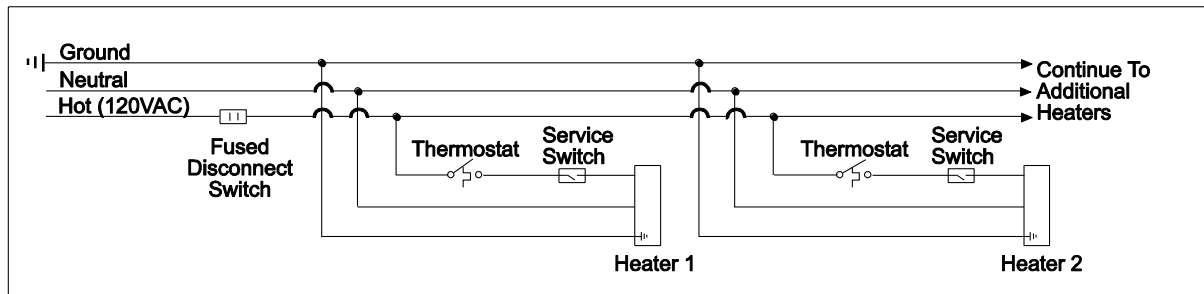 Ground
Neutral
Hot (120VAC)
Fused
Disconnect
Switch
Thermostat
Service
Switch
Heater 1
Thermostat
Service
Switch
Heater 2
Continue To
Additional
Heaters